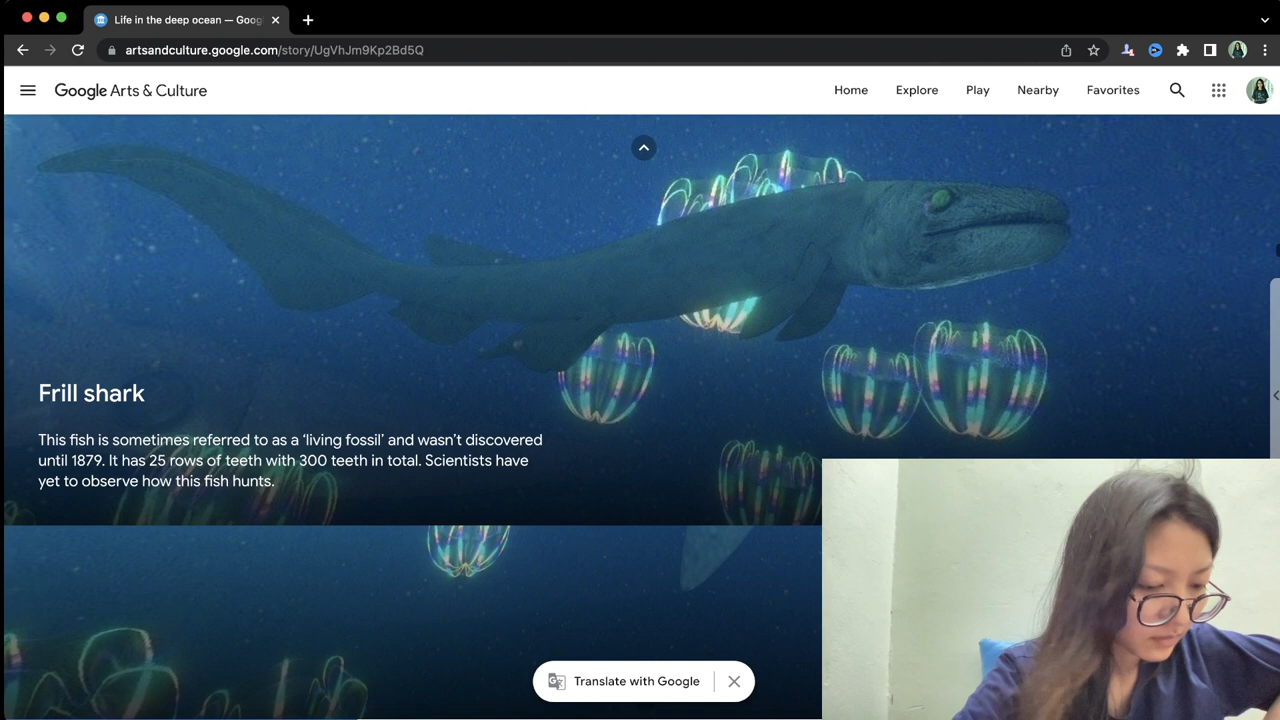 Life in the deep ocean — Goog
artsandculture.google.com/story/UgVhJm9Kp2Bd5Q
Google Arts & Culture
Home
Explore
Play
Nearby
Favorites
Frill shark
This fish is sometimes referred to as a ‘living fossil’ and wasn’t discovered
until 1879. It has 25 rows of teeth with 300 teeth in total. Scientists have
yet to observe how this fish hunts.
Translate with Google